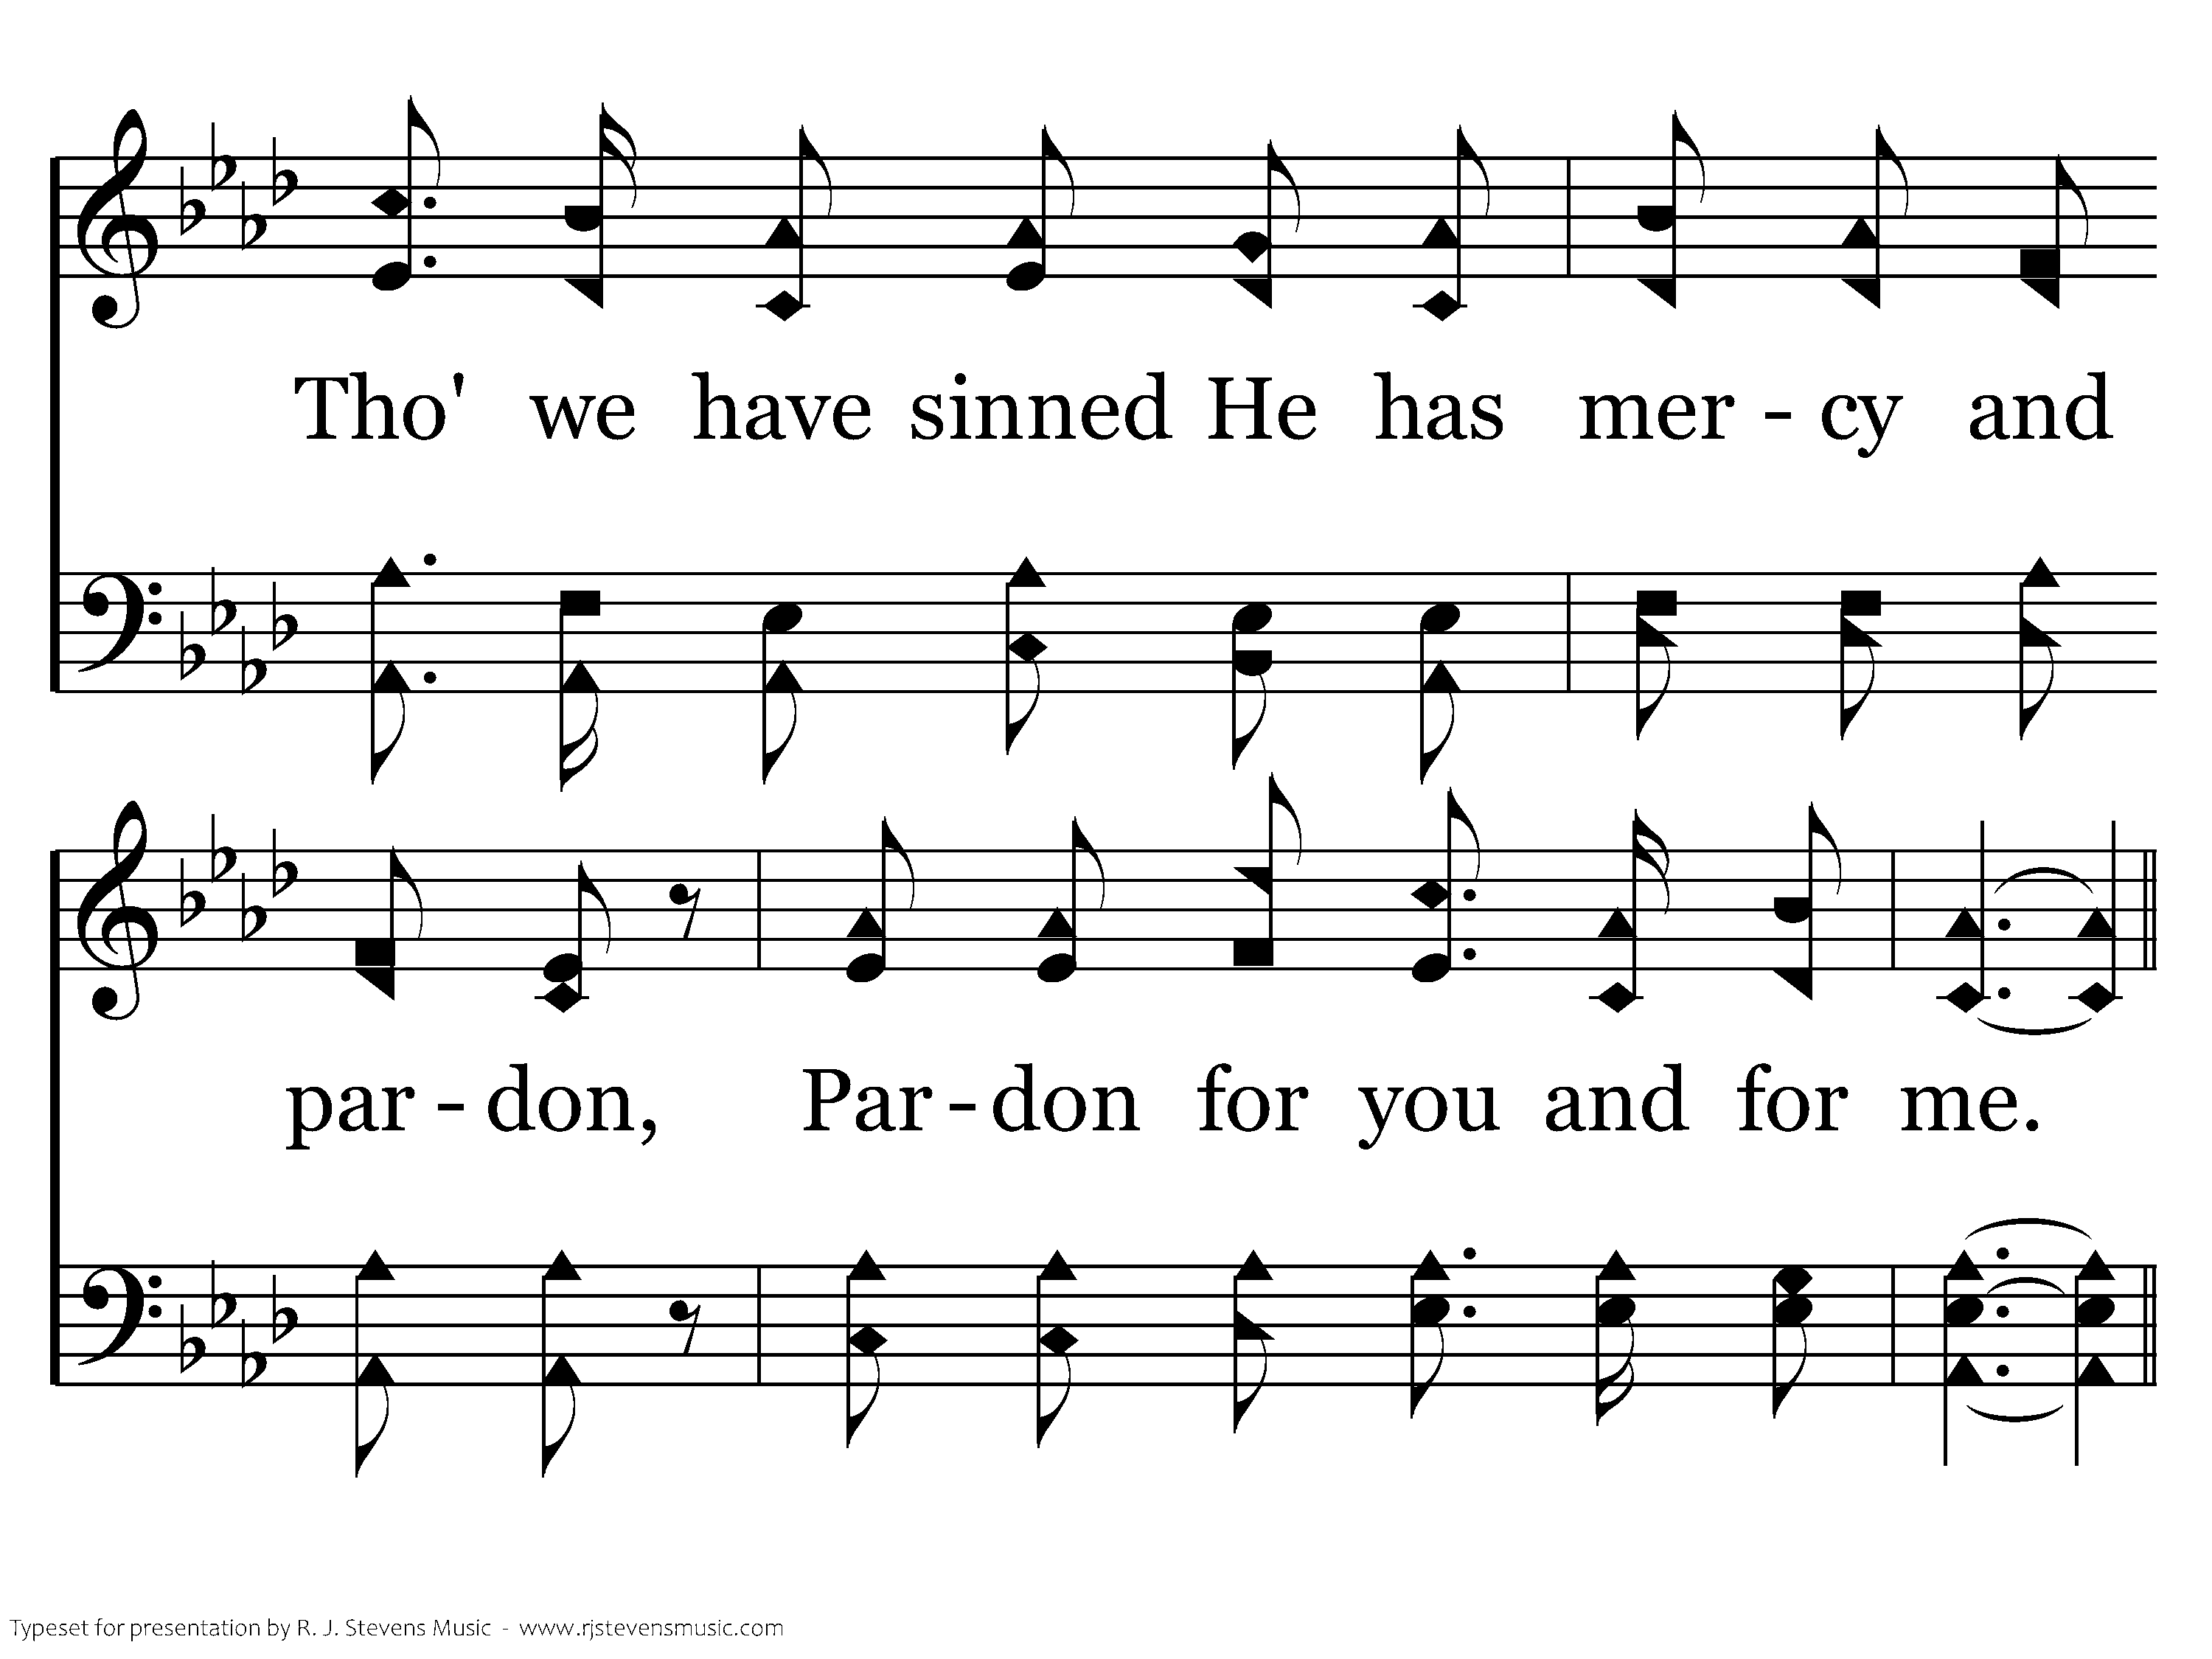 Tho' we have sinned He has mer - cy and
par - don, Par - don for you and for me.
Typeset for presentation by R. J. Stevens Music - www.rjstevensmusic.com